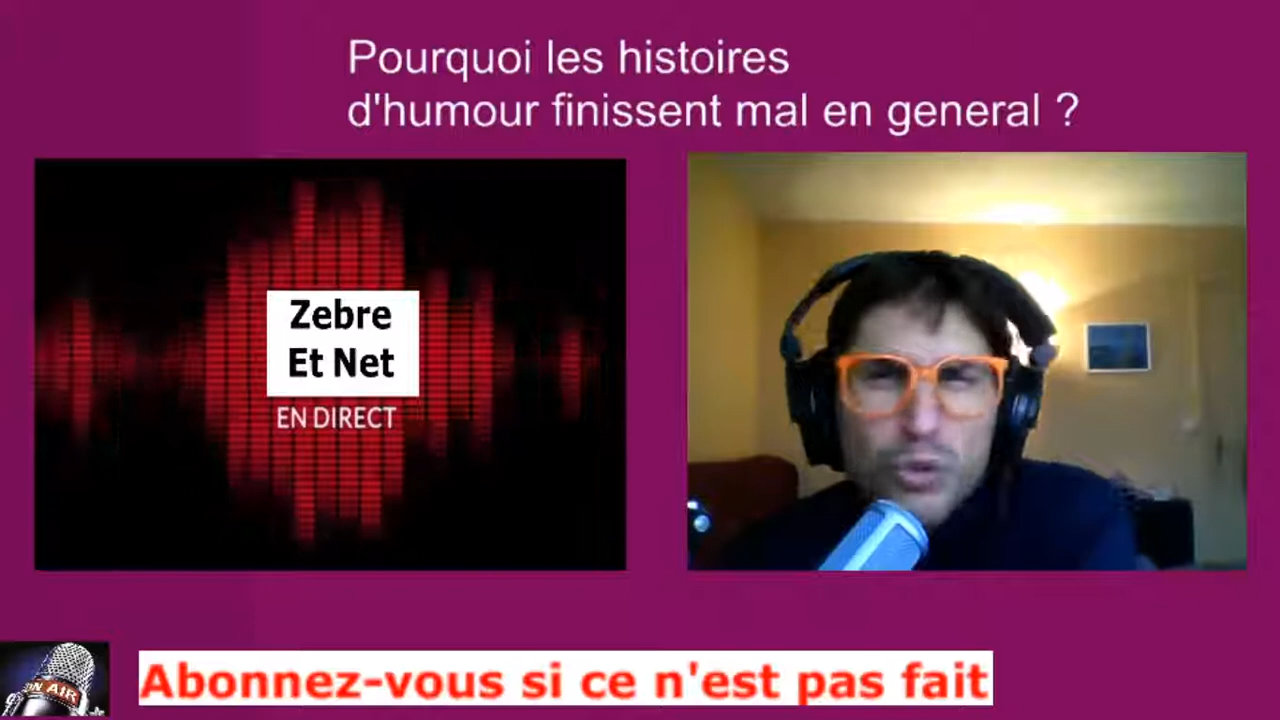 Pourquoi les histoires
d'humour finissent mal en general ?
Zebre
Et Net
EN DIRECT
ON AIR
Abonnez-vous si ce n'est pas fait